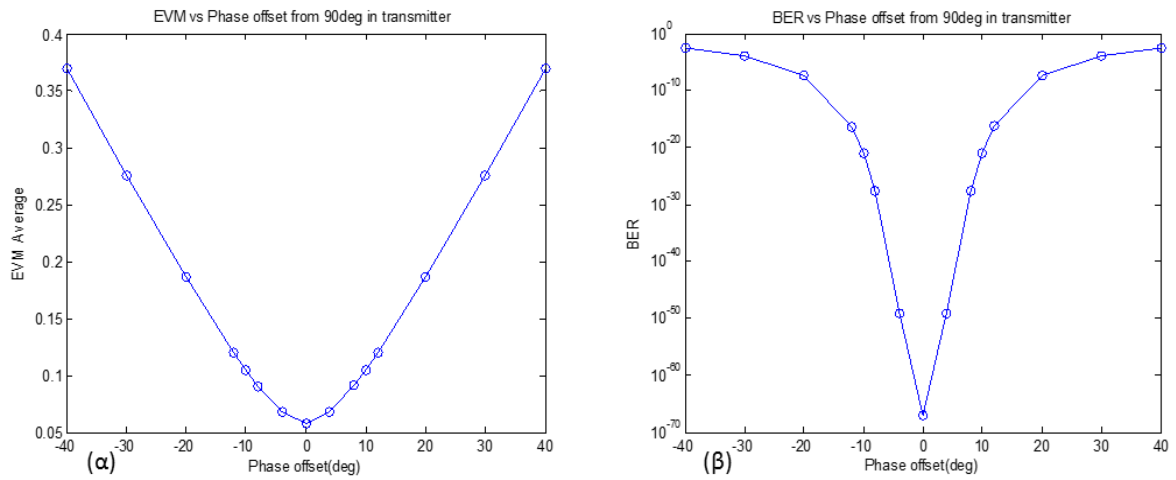 EVM vs Phase offset from 90deg in transmitter
0.4
0.35
0.3
0.25
0.2
0.15
0.1
0.05
EVM Average
-40 -30 -20 -10 0 10 20 30 40
Phase offset(deg)
(α)
BER vs Phase offset from 90deg in transmitter
10^0
10^-10
10^-20
10^-30
10^-40
10^-50
10^-60
10^-70
BER
-40 -30 -20 -10 0 10 20 30 40
Phase offset(deg)
(β)